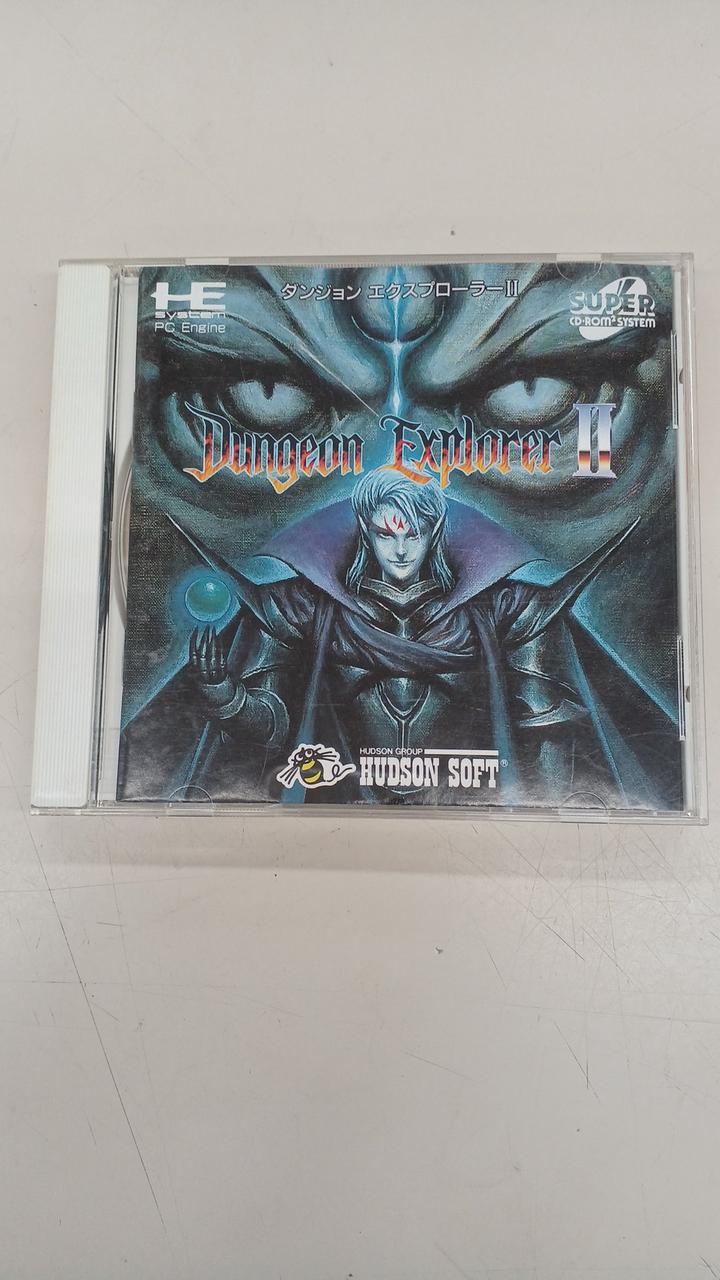 HE
system
PC Engine
ダンジョン エクスプローラーII
SUPER
CD-ROM² SYSTEM
Dungeon Explorer II
HUDSON GROUP
HUDSON SOFT®